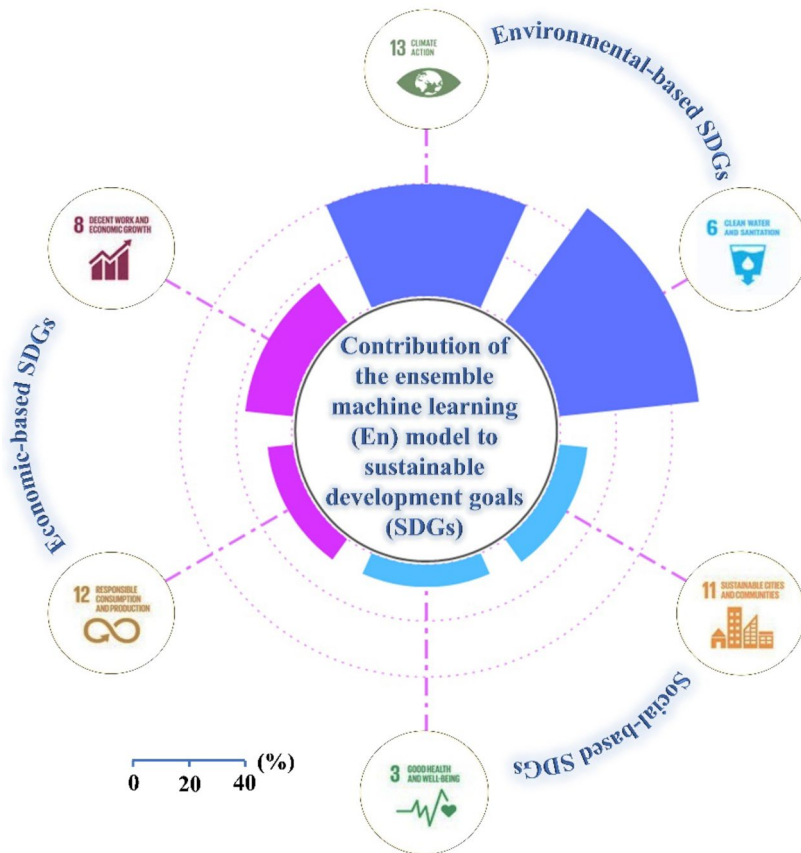 13 CLIMATE
ACTION
Environmental-based SDGs
8 DECENT WORK AND
ECONOMIC GROWTH
6 CLEAN WATER
AND SANITATION
Contribution of
the ensemble
machine learning
(En) model to
sustainable
development goals
(SDGs)
Economic-based SDGs
12 RESPONSIBLE
CONSUMPTION
AND PRODUCTION
11 SUSTAINABLE CITIES
AND COMMUNITIES
Social-based SDGs
3 GOOD HEALTH
AND WELL-BEING
(%)
0 20 40